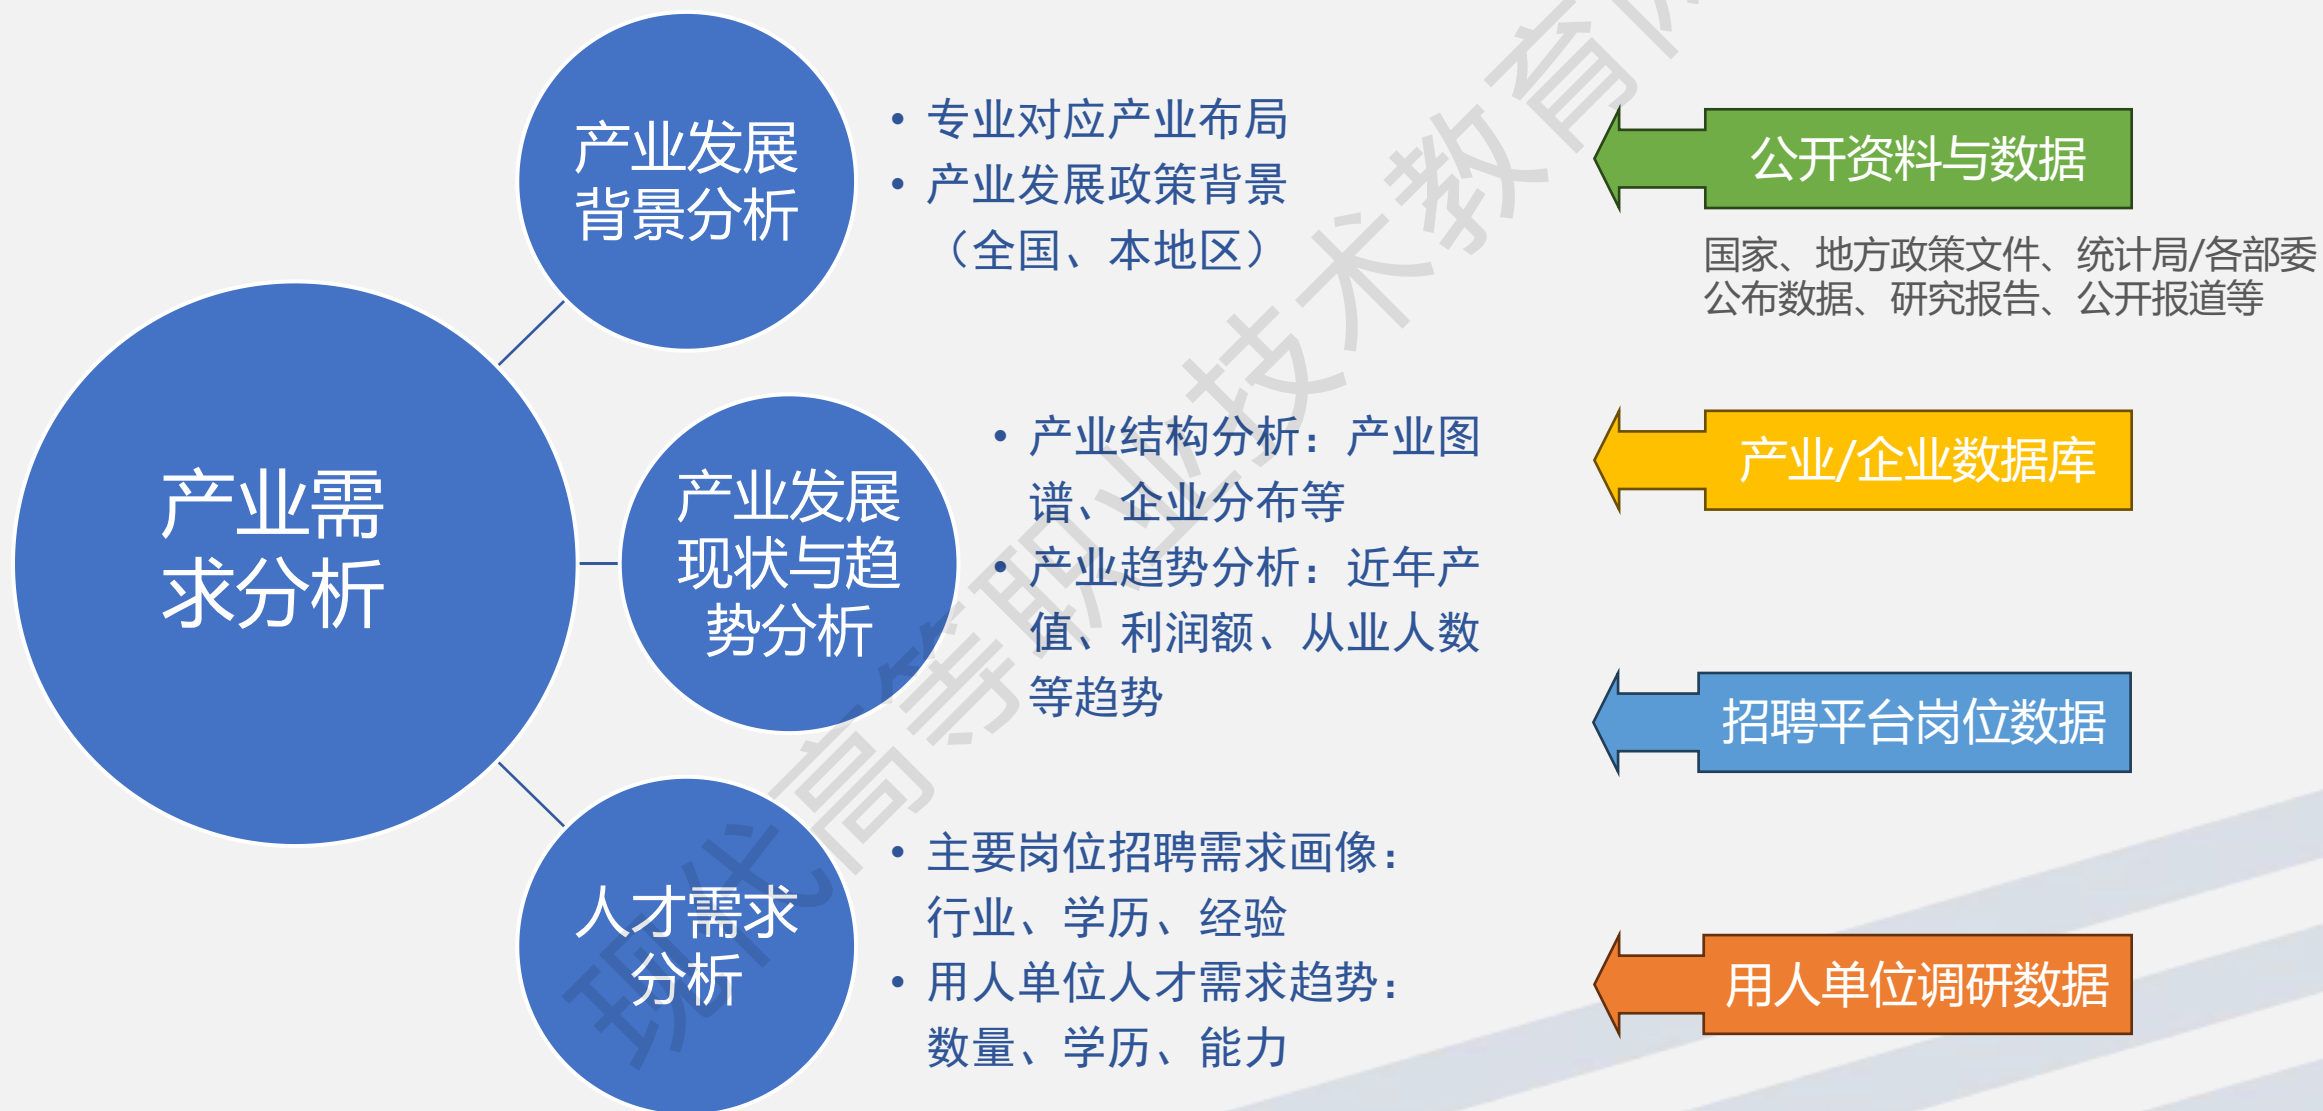 产业需
求分析
产业发展
背景分析
• 专业对应产业布局
• 产业发展政策背景
（全国、本地区）
公开资料与数据
国家、地方政策文件、统计局/各部委
公布数据、研究报告、公开报道等
产业发展
现状与趋
势分析
• 产业结构分析：产业图
谱、企业分布等
• 产业趋势分析：近年产
值、利润额、从业人数
等趋势
产业/企业数据库
招聘平台岗位数据
人才需求
分析
• 主要岗位招聘需求画像：
行业、学历、经验
• 用人单位人才需求趋势：
数量、学历、能力
用人单位调研数据
现代高等职业技术教育网